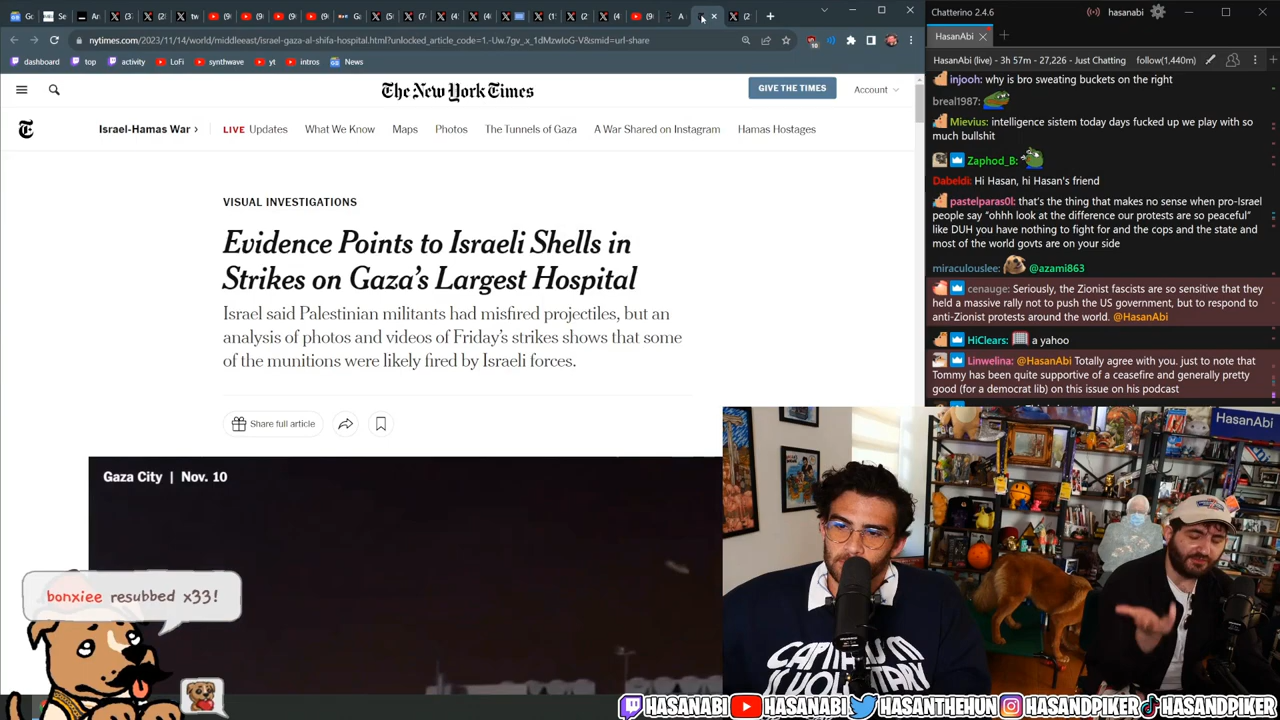 Chatterino 2.4.6
hasanabi
HasanAbi
nytimes.com/2023/11/14/world/middleeast/israel-gaza-al-shifa-hospital.html?unlocked_article_code=1.-Uw.7gv_x_1dMzwloG-V&smid=url-share
dashboard
top
activity
LoFi
synthwave
yt
intros
News
HasanAbi (live) - 3h 57m - 27,226 - Just Chatting
follow(1,440m)
The New York Times
GIVE THE TIMES
Account
Israel-Hamas War ›
LIVE Updates
What We Know
Maps
Photos
The Tunnels of Gaza
A War Shared on Instagram
Hamas Hostages
VISUAL INVESTIGATIONS
Evidence Points to Israeli Shells in
Strikes on Gaza's Largest Hospital
Israel said Palestinian militants had misfired projectiles, but an
analysis of photos and videos of Friday's strikes shows that some
of the munitions were likely fired by Israeli forces.
Share full article
Gaza City | Nov. 10
injooh: why is bro sweating buckets on the right
breal1987:
Mievius: intelligence sistem today days fucked up we play with so
much bullshit
Zaphod_B:
Dabeldi: Hi Hasan, hi Hasan's friend
pastelparas0l: that's the thing that makes no sense when pro-Israel
people say “ohhh look at the difference our protests are so peaceful”
like DUH you have nothing to fight for and the cops and the state and
most of the world govts are on your side
miraculouslee: @azami863
cenauge: Seriously, the Zionist fascists are so sensitive that they
held a massive rally not to push the US government, but to respond to
anti-Zionist protests around the world. @HasanAbi
HiClears: a yahoo
Linwelina: @HasanAbi Totally agree with you. just to note that
Tommy has been quite supportive of a ceasefire and generally pretty
good (for a democrat lib) on this issue on his podcast
HasanAbi
bonxiee resubbed x33!
HASANABI
HASANABI
HASANTHEHUN
HASANDPIKER
HASANDPIKER